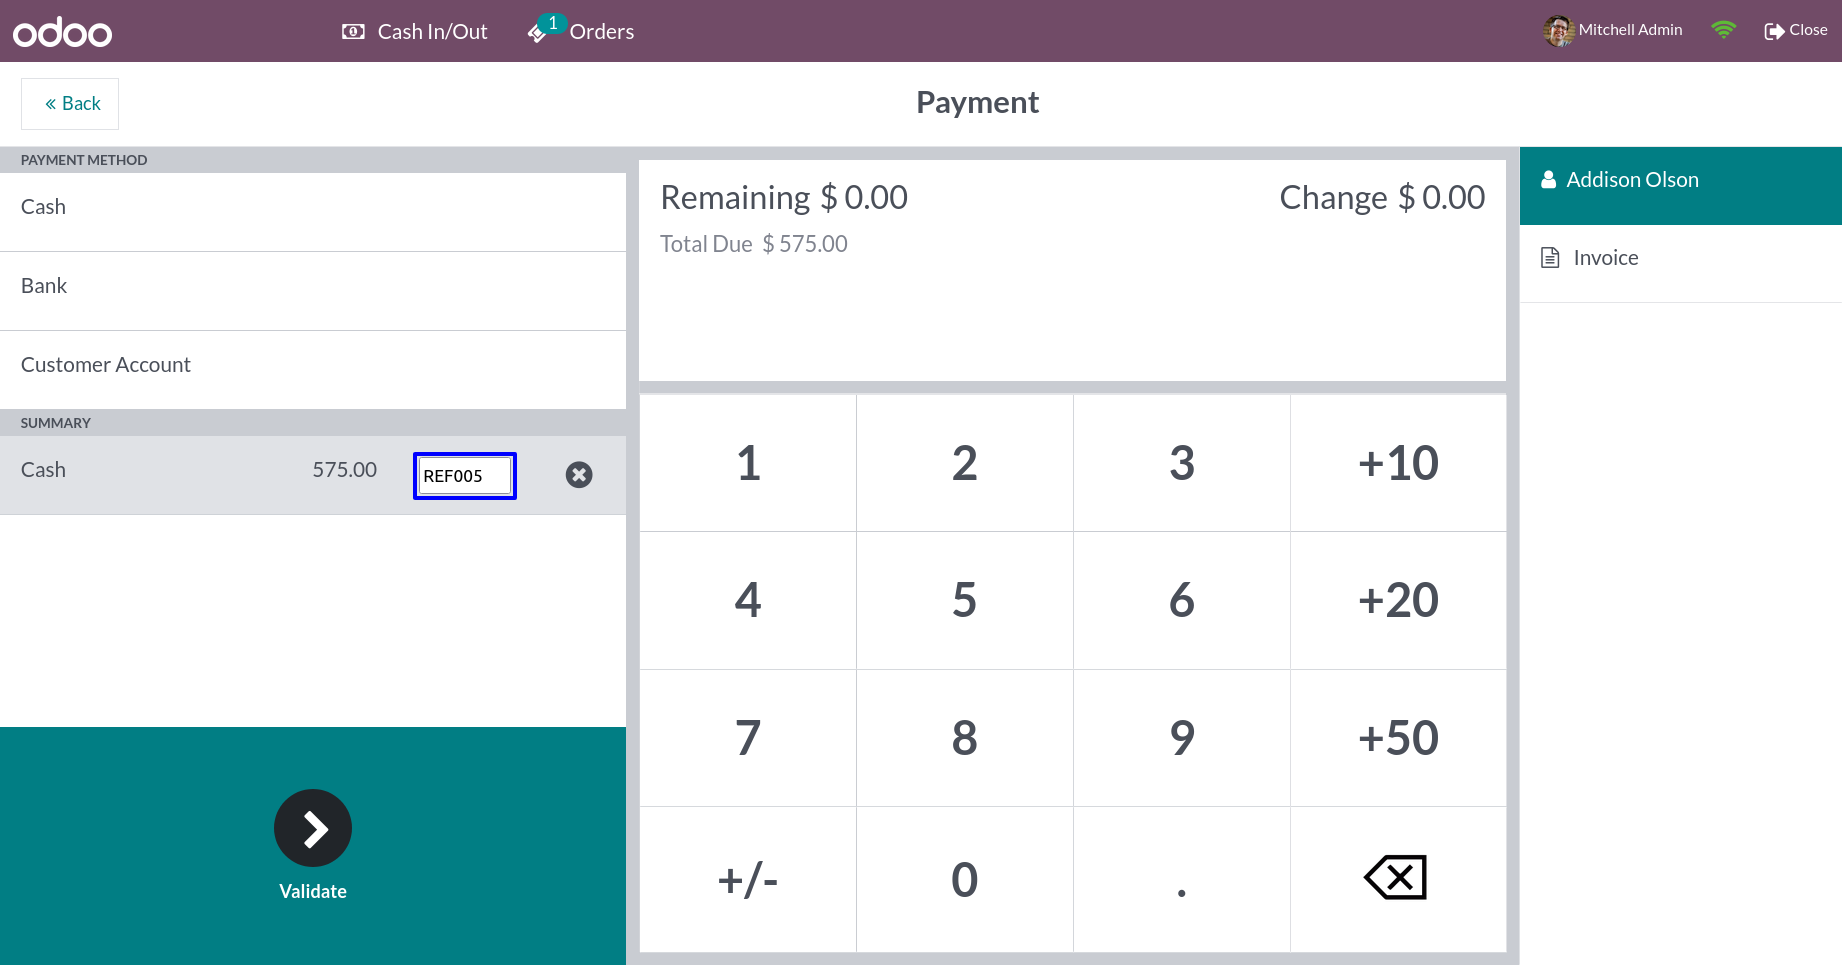 odoo
Cash In/Out
1
Orders
Mitchell Admin
Close
« Back
Payment
PAYMENT METHOD
Cash
Bank
Customer Account
SUMMARY
Cash 575.00 REF005
Validate
Remaining $ 0.00
Change $ 0.00
Total Due $ 575.00
1 2 3 +10
4 5 6 +20
7 8 9 +50
+/- 0 .
Addison Olson
Invoice